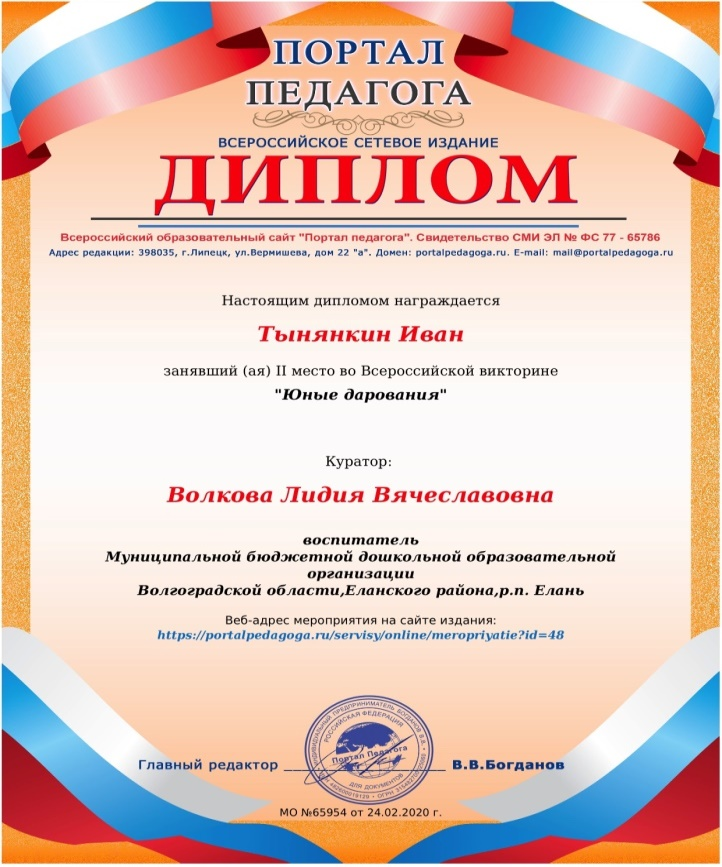 ПОРТАЛ
ПЕДАГОГА
ВСЕРОССИЙСКОЕ СЕТЕВОЕ ИЗДАНИЕ
ДИПЛОМ
Всероссийский образовательный сайт "Портал педагога". Свидетельство СМИ ЭЛ № ФС 77 - 65786
Адрес редакции: 398035, г.Липецк, ул.Вермишева, дом 22 "а". Домен: portalpedagoga.ru. E-mail: mail@portalpedagoga.ru
Настоящим дипломом награждается
Тынянкин Иван
занявший (ая) II место во Всероссийской викторине
"Юные дарования"
Куратор:
Волкова Лидия Вячеславовна
воспитатель
Муниципальной бюджетной дошкольной образовательной
организации
Волгоградской области,Еланского района,р.п. Елань
Веб-адрес мероприятия на сайте издания:
https://portalpedagoga.ru/servisy/online/meropriyatie?id=48
РОССИЙСКАЯ ФЕДЕРАЦИЯ
Портал Педагога
ДЛЯ ДОКУМЕНТОВ
Главный редактор В.В.Богданов
МО №65954 от 24.02.2020 г.